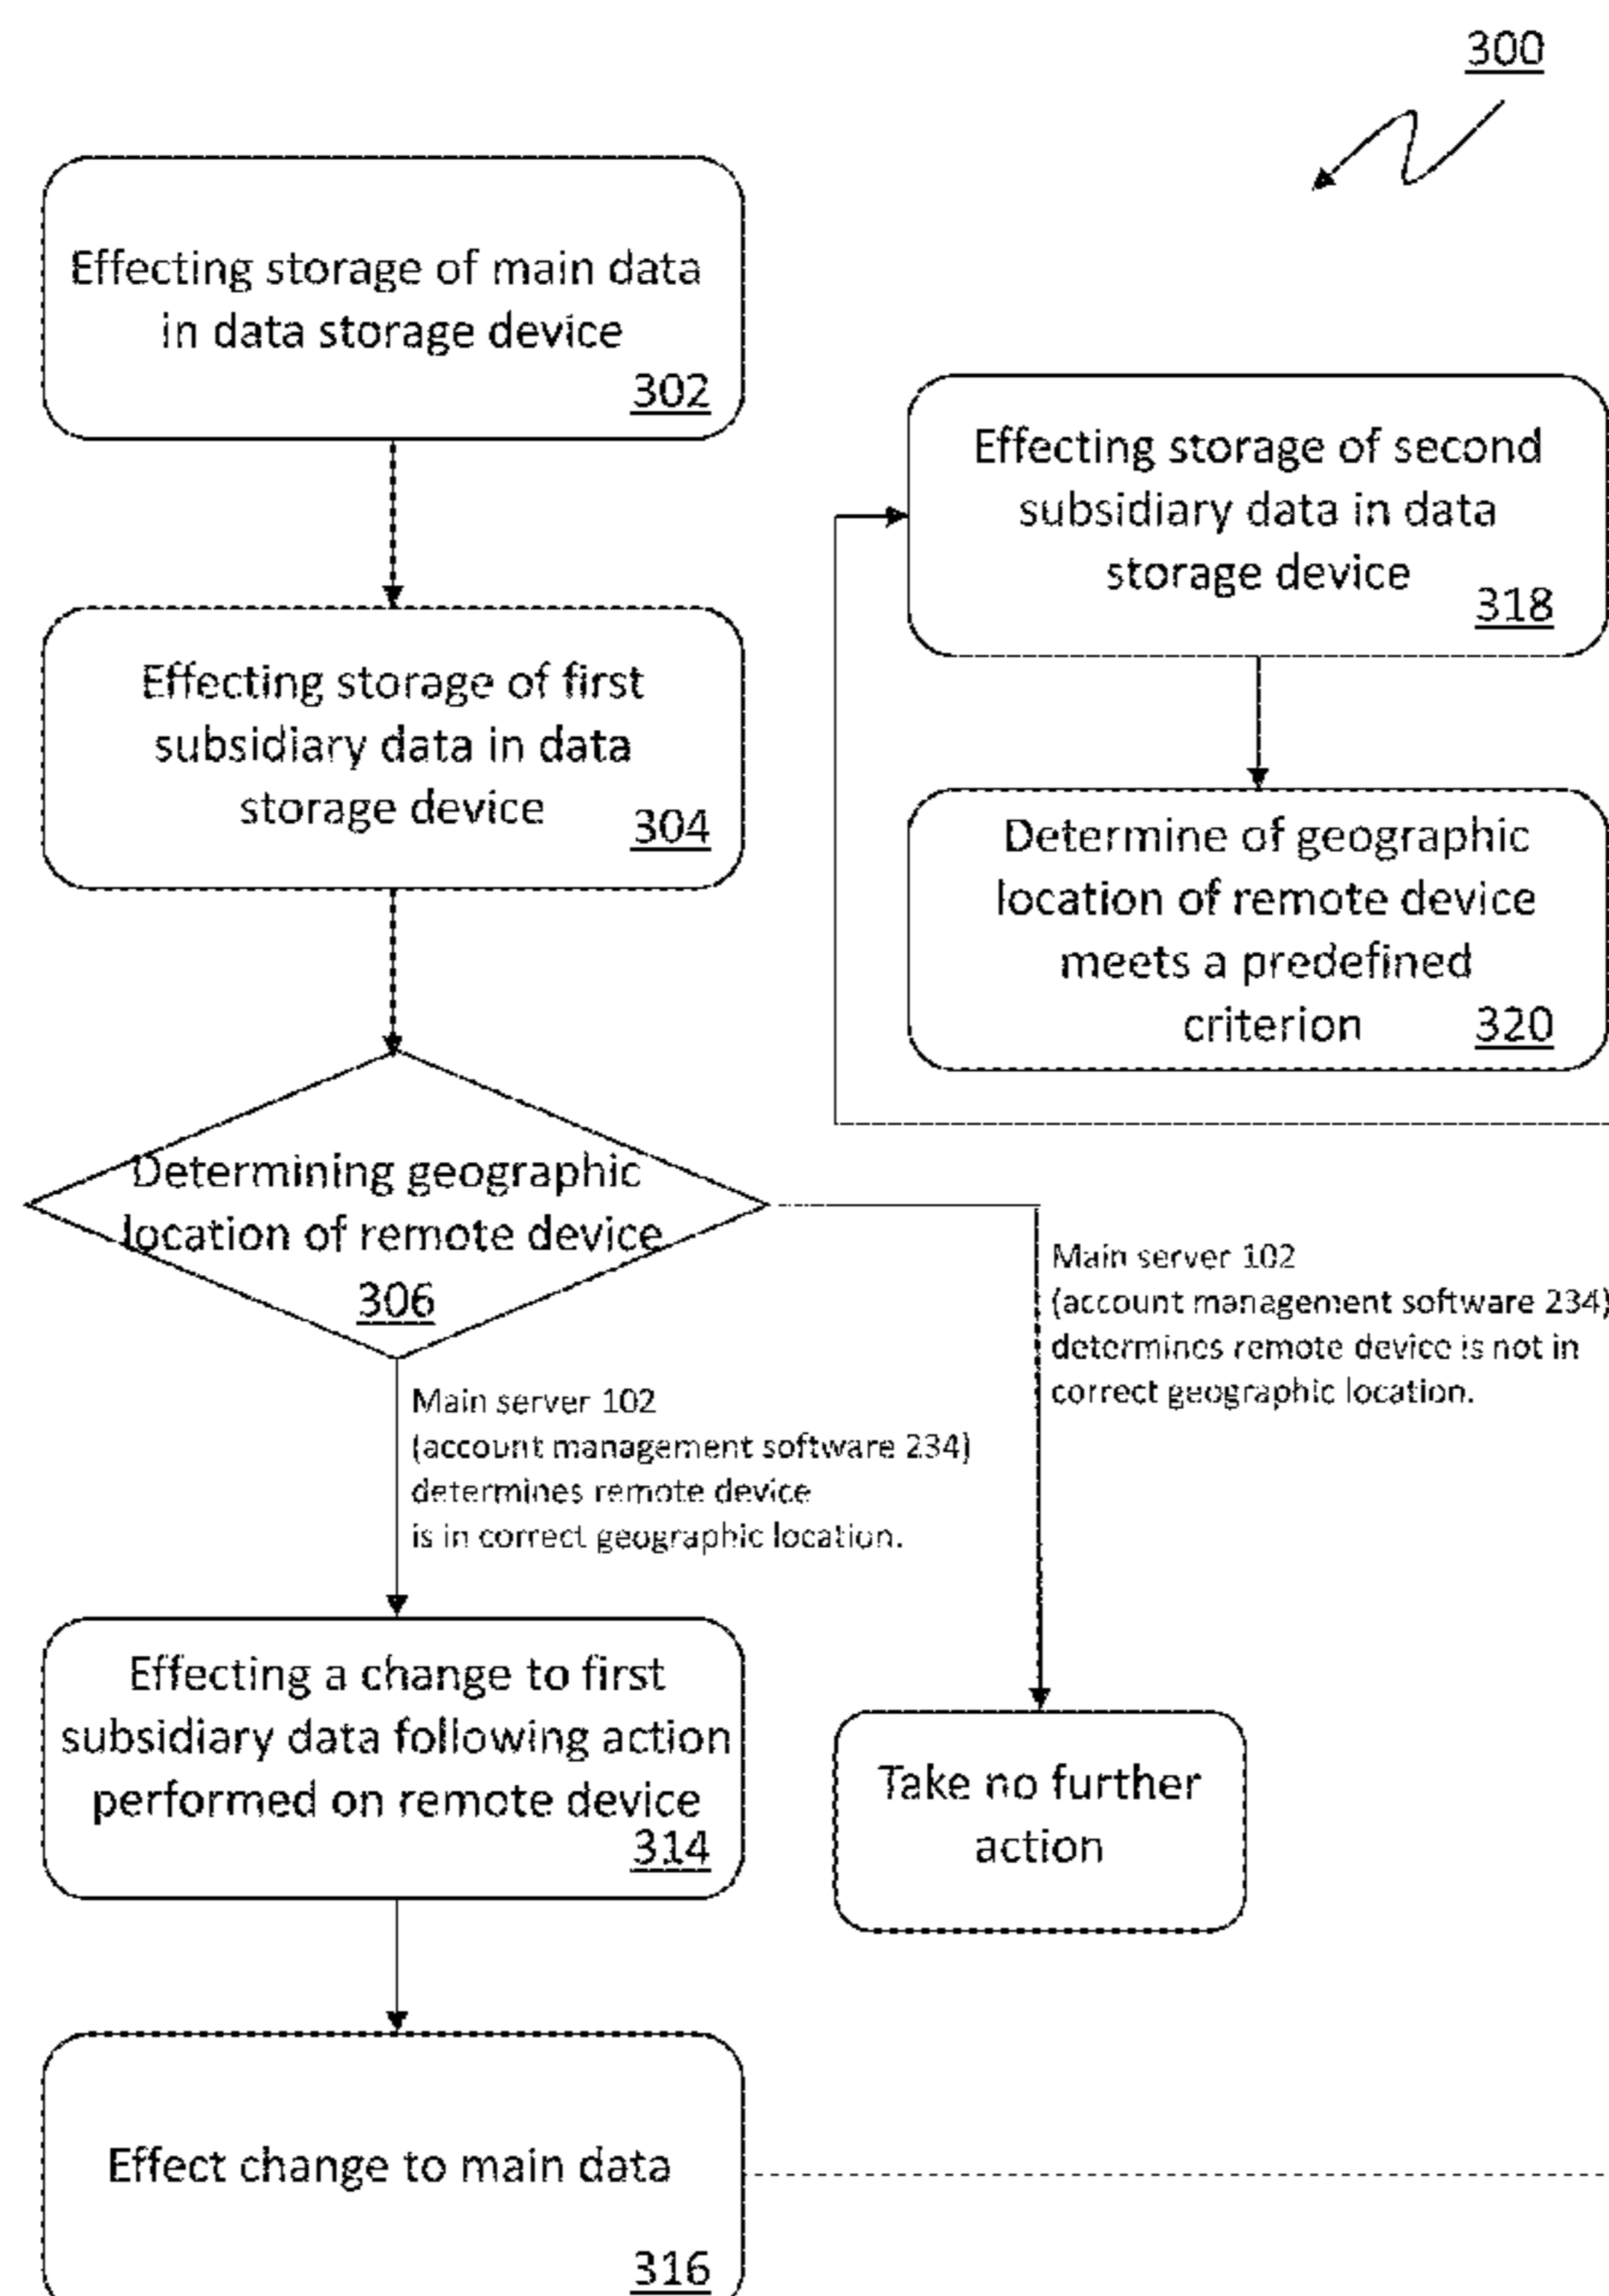 300
Effecting storage of main data
in data storage device
302
Effecting storage of first
subsidiary data in data
storage device
304
Determining geographic
location of remote device
306
Main server 102
(account management software 234)
determines remote device
is in correct geographic location.
Effecting a change to first
subsidiary data following action
performed on remote device
314
Effect change to main data
316
Effecting storage of second
subsidiary data in data
storage device
318
Determine of geographic
location of remote device
meets a predefined
criterion
320
Main server 102
(account management software 234)
determines remote device is not in
correct geographic location.
Take no further
action